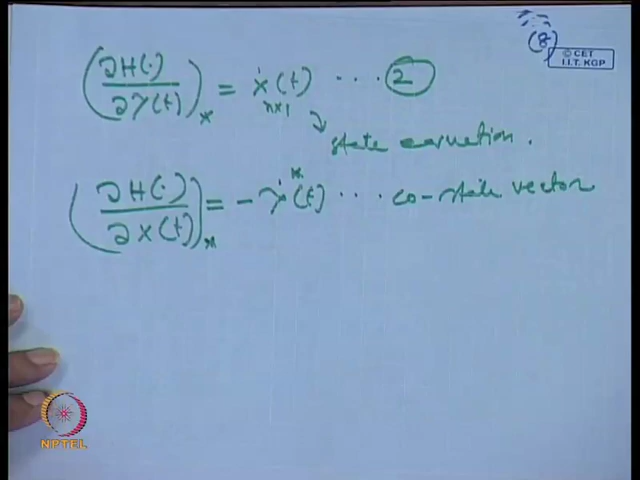 (8)
© CET
I.I.T. KGP
(∂H(·)/∂λ(t))* = ẋ(t) ··· ②
n×1
state equation.
(∂H(·)/∂x(t))* = - λ̇*(t) ··· co-state vector
NPTEL